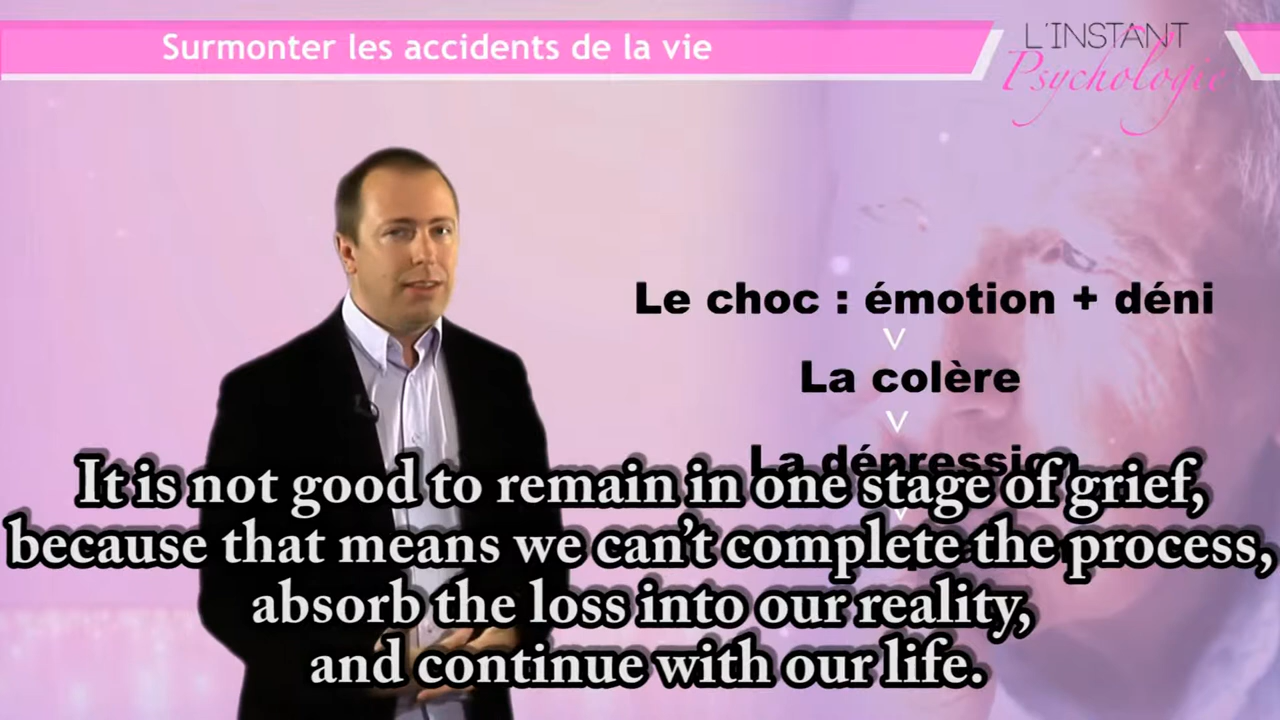 Surmonter les accidents de la vie
L'INSTANT
Psychologie
Le choc : émotion + déni
La colère
La dépression
It is not good to remain in one stage of grief,
because that means we can't complete the process,
absorb the loss into our reality,
and continue with our life.